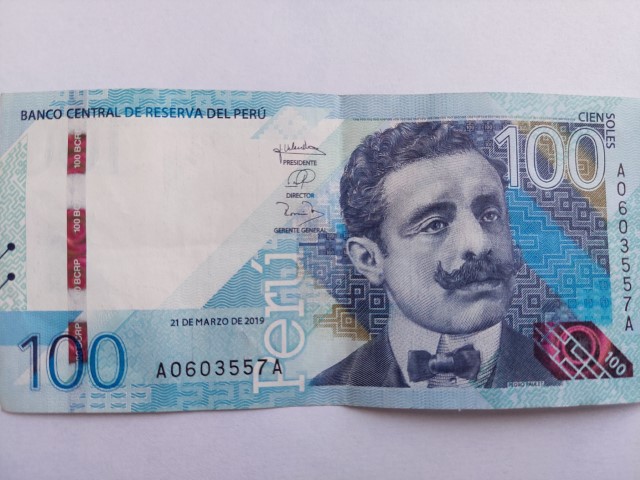 BANCO CENTRAL DE RESERVA DEL PERÚ
100
100 BCRP
100 BCRP
100 BCRP
A0603557A
21 DE MARZO DE 2019
Perú
PRESIDENTE
DIRECTOR
GERENTE GENERAL
100
CIEN
SOLES
A0603557A
100